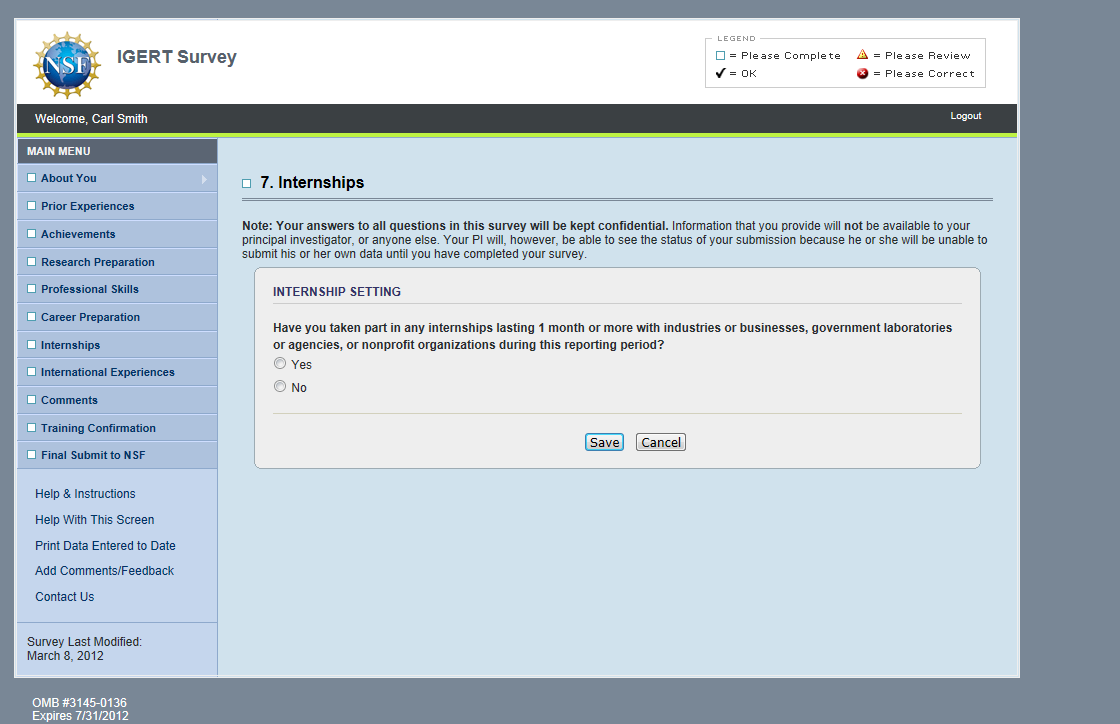 NSF
IGERT Survey
LEGEND
= Please Complete
= Please Review
= OK
= Please Correct
Welcome, Carl Smith
Logout
MAIN MENU
About You
Prior Experiences
Achievements
Research Preparation
Professional Skills
Career Preparation
Internships
International Experiences
Comments
Training Confirmation
Final Submit to NSF
Help & Instructions
Help With This Screen
Print Data Entered to Date
Add Comments/Feedback
Contact Us
Survey Last Modified:
March 8, 2012
7. Internships
Note: Your answers to all questions in this survey will be kept confidential. Information that you provide will not be available to your
principal investigator, or anyone else. Your PI will, however, be able to see the status of your submission because he or she will be unable to
submit his or her own data until you have completed your survey.
INTERNSHIP SETTING
Have you taken part in any internships lasting 1 month or more with industries or businesses, government laboratories
or agencies, or nonprofit organizations during this reporting period?
Yes
No
Save
Cancel
OMB #3145-0136
Expires 7/31/2012